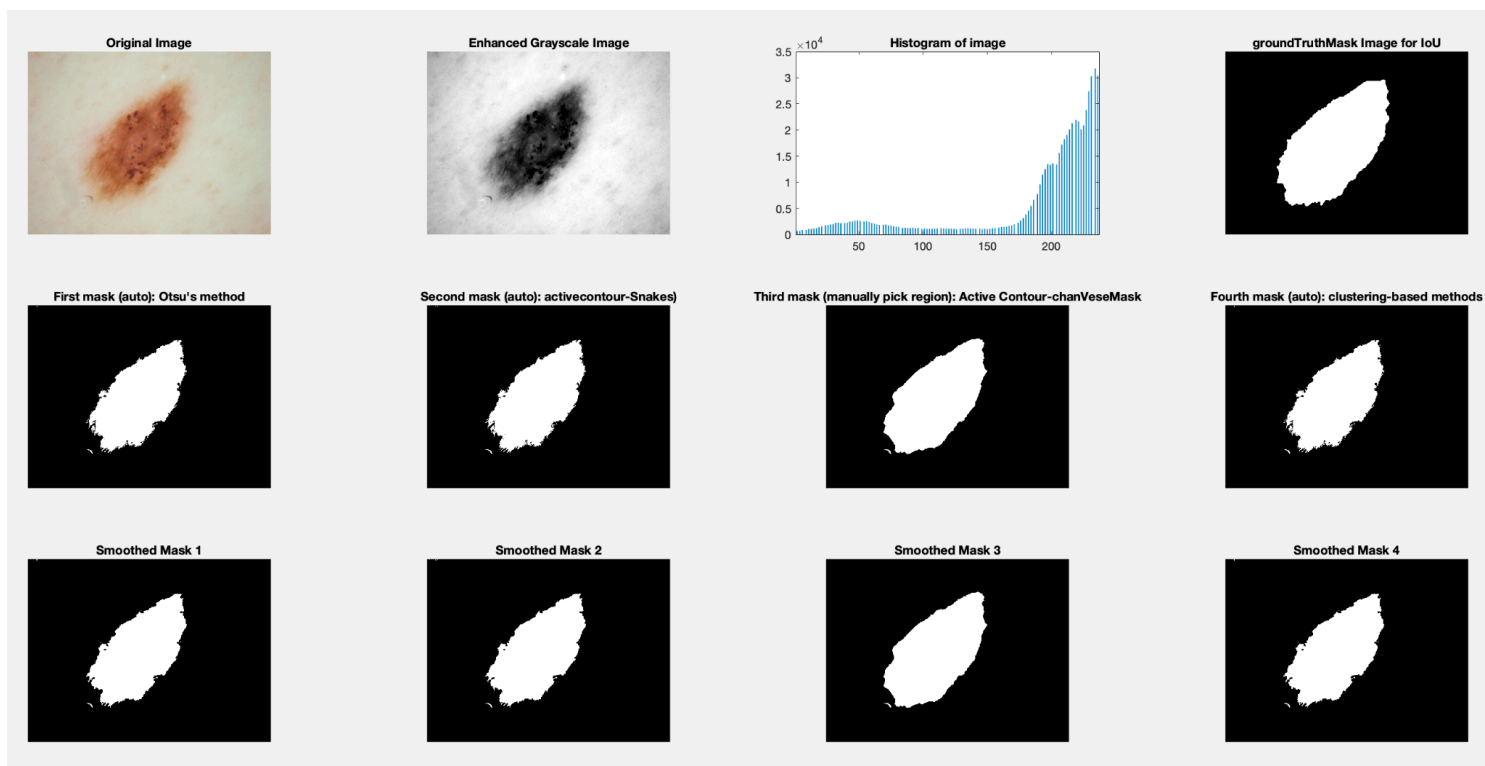 Original Image
Enhanced Grayscale Image
Histogram of image
groundTruthMask Image for IoU
×10^4
3.5
3
2.5
2
1.5
1
0.5
0
50 100 150 200
First mask (auto): Otsu's method
Second mask (auto): activecontour-Snakes)
Third mask (manually pick region): Active Contour-chanVeseMask
Fourth mask (auto): clustering-based methods
Smoothed Mask 1
Smoothed Mask 2
Smoothed Mask 3
Smoothed Mask 4